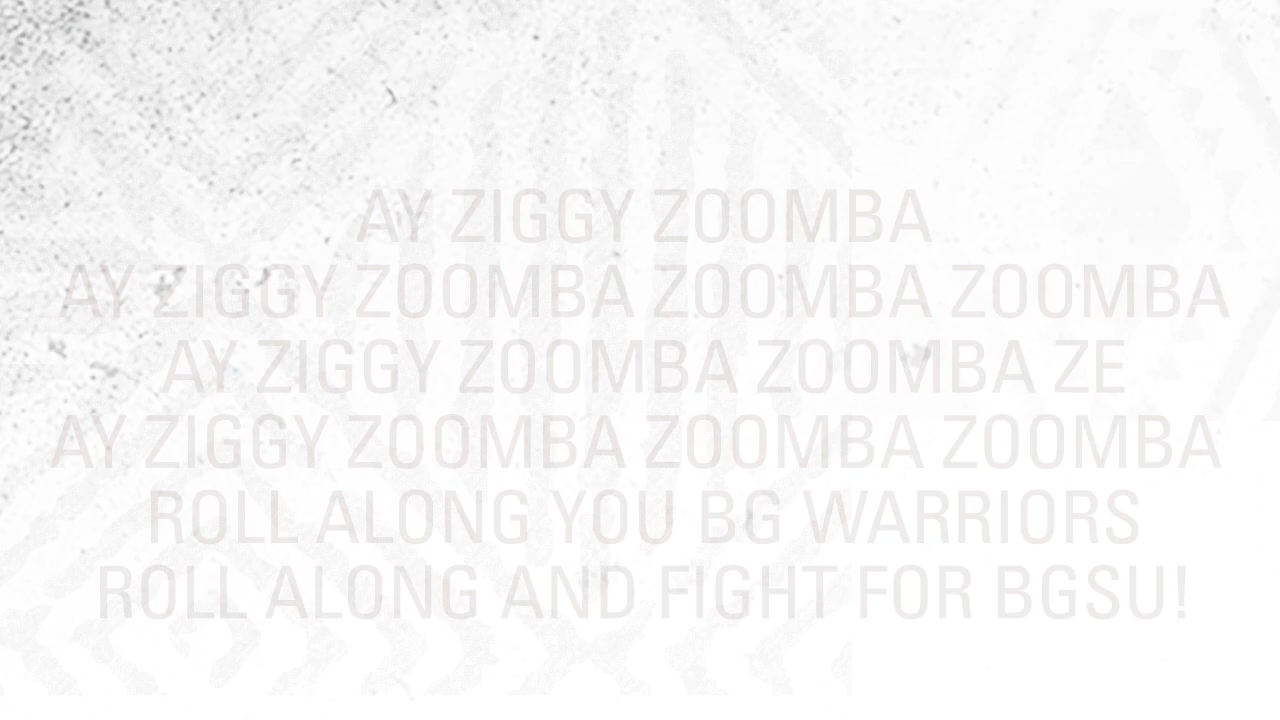 AY ZIGGY ZOOMBA
AY ZIGGY ZOOMBA ZOOMBA ZOOMBA
AY ZIGGY ZOOMBA ZOOMBA ZE
AY ZIGGY ZOOMBA ZOOMBA ZOOMBA
ROLL ALONG YOU BG WARRIORS
ROLL ALONG AND FIGHT FOR BGSU!